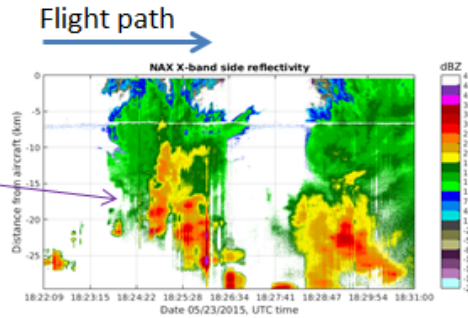 Flight path
NAX X-band side reflectivity
dBZ
Distance from aircraft (km)
0
-5
-10
-15
-20
-25
18:22:09 18:23:15 18:24:22 18:25:28 18:26:34 18:27:41 18:28:47 18:29:54 18:31:00
Date 05/23/2015, UTC time